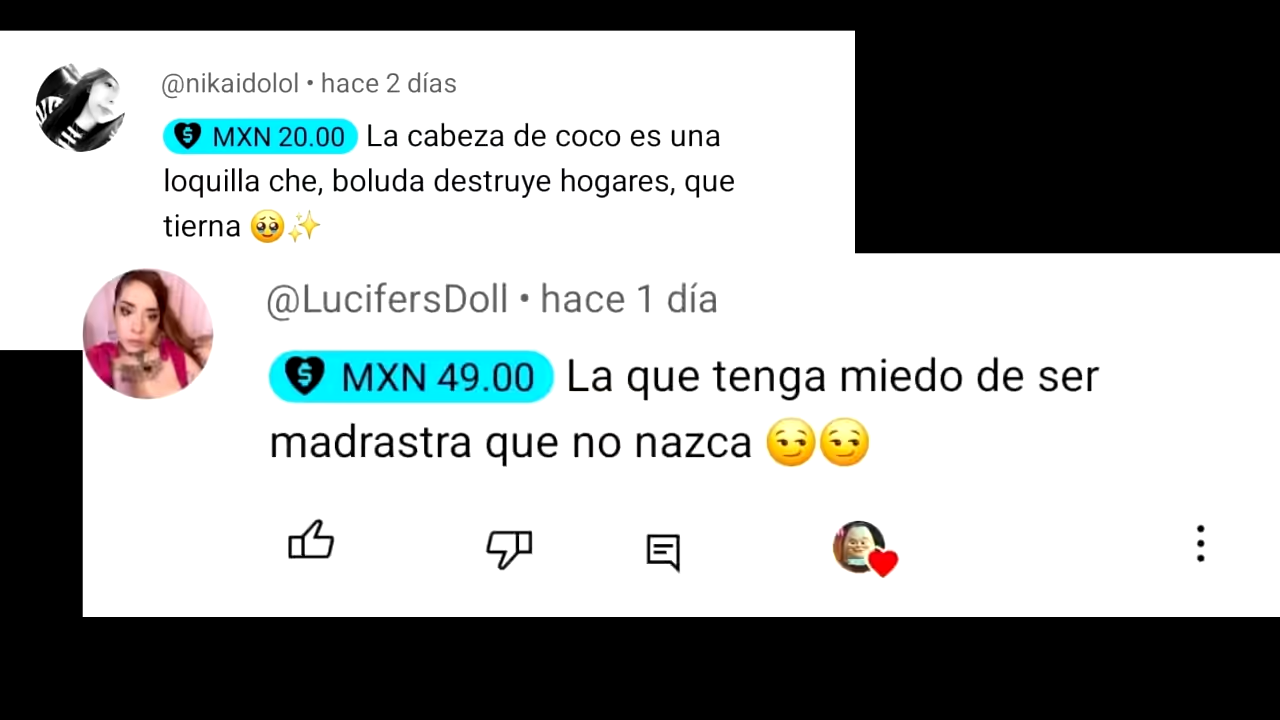 @nikaidolol • hace 2 días
MXN 20.00 La cabeza de coco es una
loquilla che, boluda destruye hogares, que
tierna 🥹✨
@LucifersDoll • hace 1 día
MXN 49.00 La que tenga miedo de ser
madrastra que no nazca 😏😏